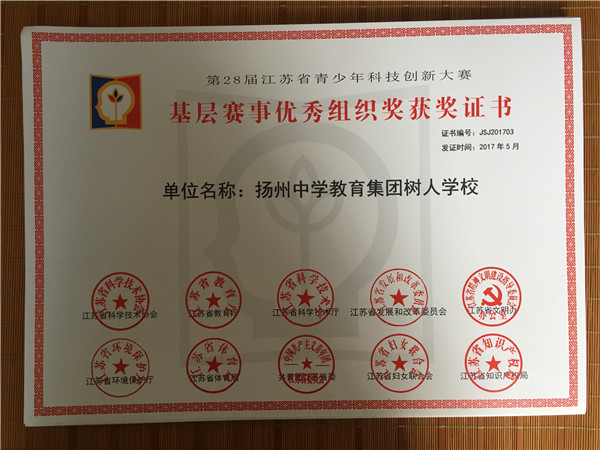 第28届江苏省青少年科技创新大赛
基层赛事优秀组织奖获奖证书
证书编号：JSJ201703
发证时间：2017年5月
单位名称：扬州中学教育集团树人学校
江苏省科学技术协会
江苏省教育厅
江苏省科学技术厅
江苏省发展和改革委员会
江苏省文明办
江苏省环境保护厅
江苏省体育局
共青团江苏省委
江苏省妇女联合会
江苏省知识产权局